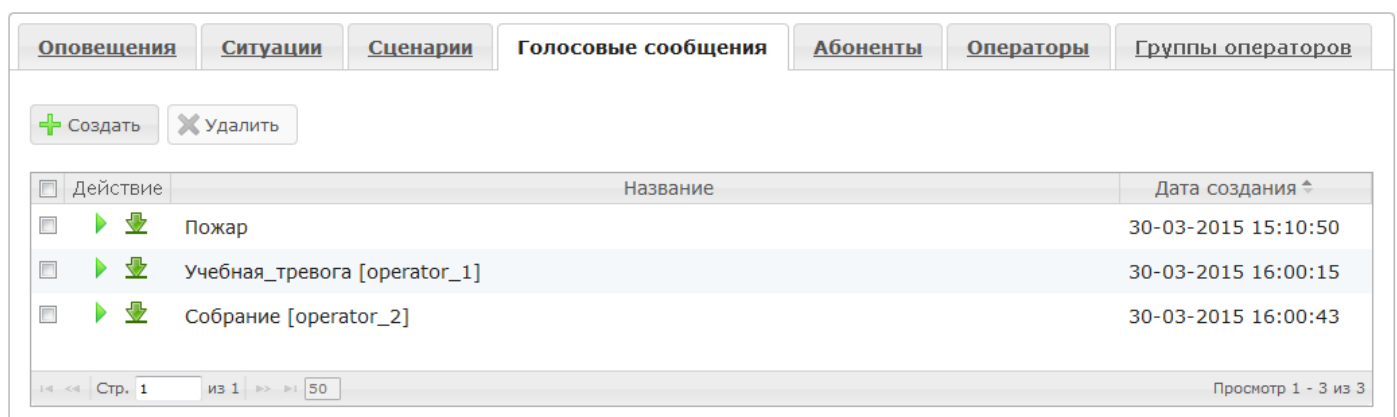 Оповещения Ситуации Сценарии Голосовые сообщения Абоненты Операторы Группы операторов
Создать Удалить
Действие Название Дата создания
Пожар 30-03-2015 15:10:50
Учебная_тревога [operator_1] 30-03-2015 16:00:15
Собрание [operator_2] 30-03-2015 16:00:43
Стр. 1 из 1 50 Просмотр 1 - 3 из 3